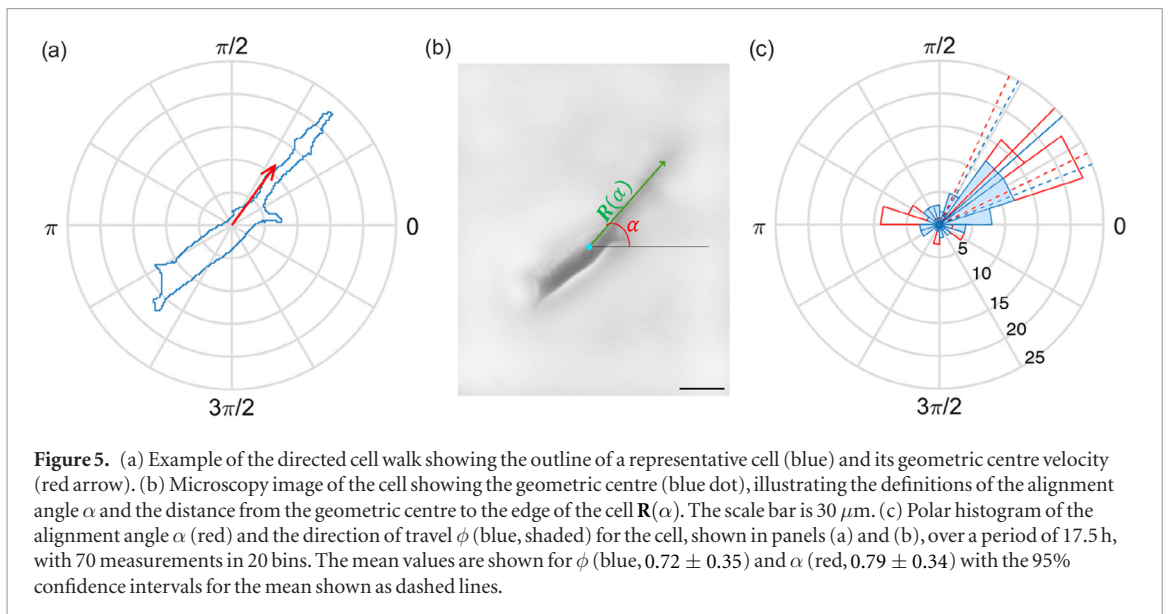 (a)
π/2
π
0
3π/2
(b)
R(α)
α
(c)
π/2
π
0
5
10
15
20
25
3π/2
Figure 5. (a) Example of the directed cell walk showing the outline of a representative cell (blue) and its geometric centre velocity
(red arrow). (b) Microscopy image of the cell showing the geometric centre (blue dot), illustrating the definitions of the alignment
angle α and the distance from the geometric centre to the edge of the cell R(α). The scale bar is 30 μm. (c) Polar histogram of the
alignment angle α (red) and the direction of travel ϕ (blue, shaded) for the cell, shown in panels (a) and (b), over a period of 17.5 h,
with 70 measurements in 20 bins. The mean values are shown for ϕ (blue, 0.72 ± 0.35) and α (red, 0.79 ± 0.34) with the 95%
confidence intervals for the mean shown as dashed lines.